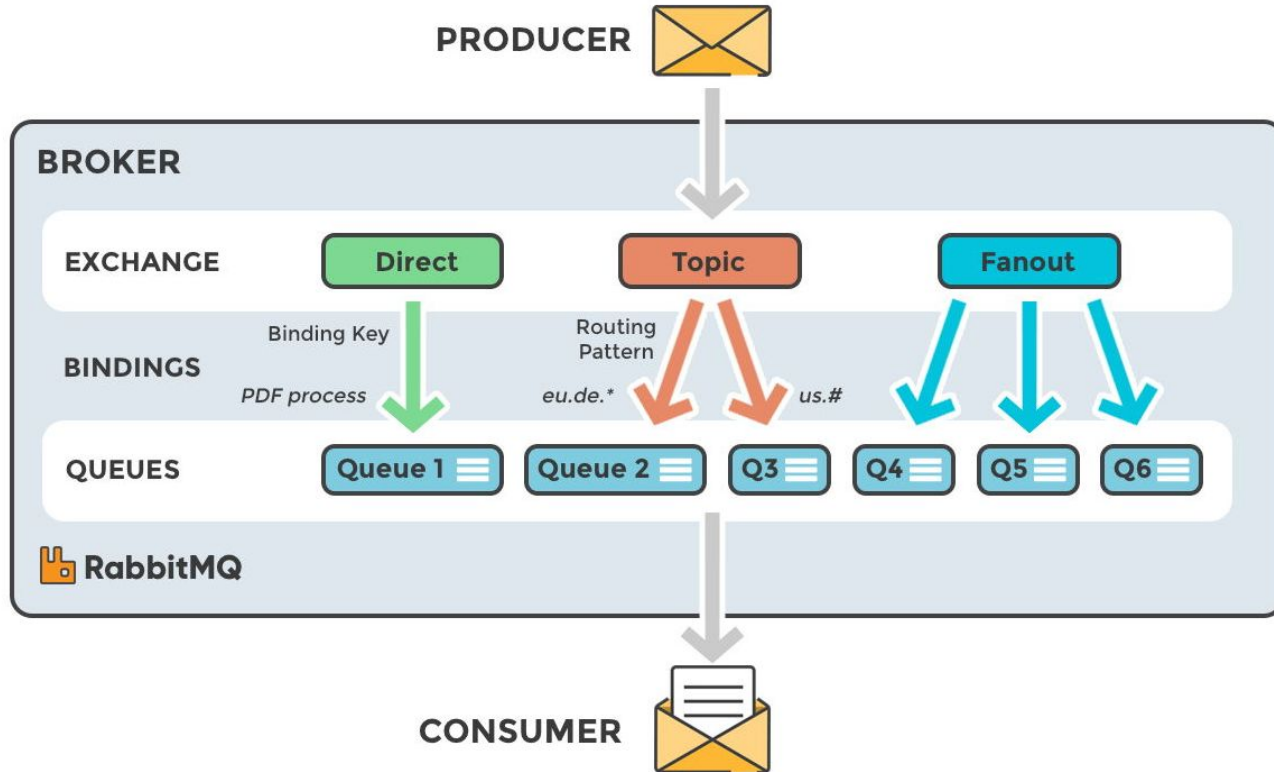 PRODUCER
BROKER
EXCHANGE
Direct
Topic
Fanout
Binding Key
Routing
Pattern
BINDINGS
PDF process
eu.de.*
us.#
QUEUES
Queue 1
Queue 2
Q3
Q4
Q5
Q6
RabbitMQ
CONSUMER